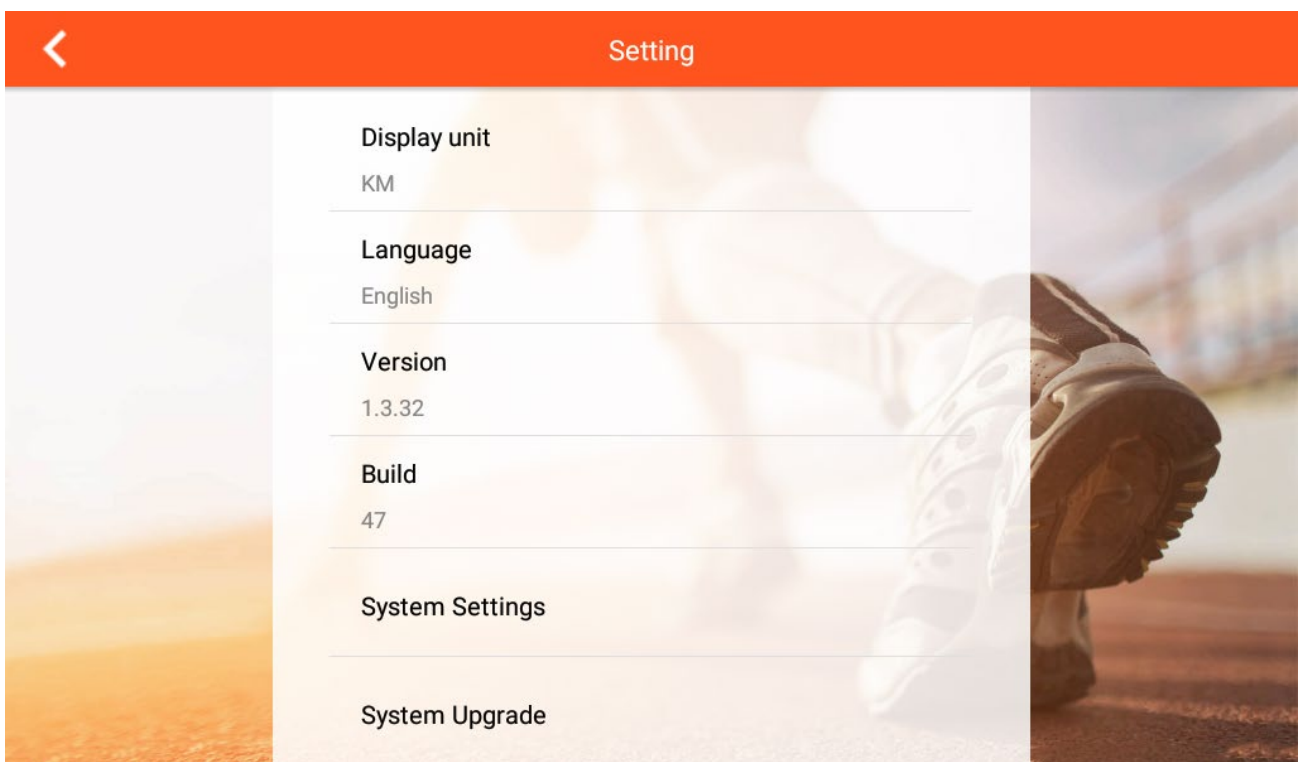 Setting
Display unit
KM
Language
English
Version
1.3.32
Build
47
System Settings
System Upgrade